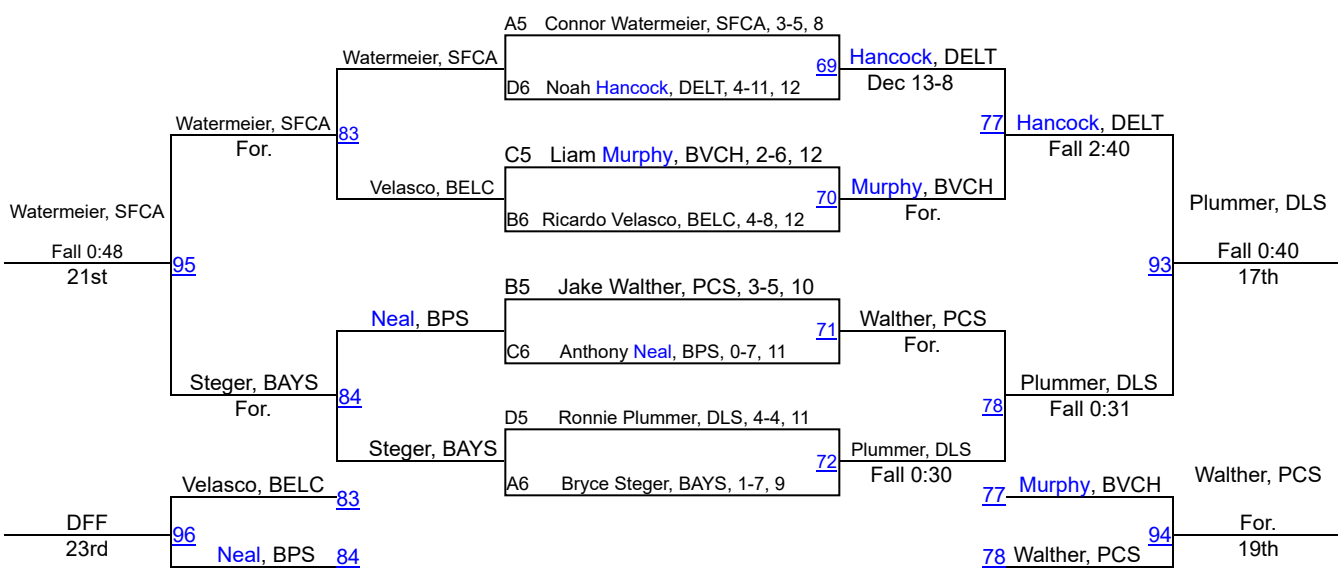 A5 Connor Watermeier, SFCA, 3-5, 8
Watermeier, SFCA
69
Hancock, DELT
Dec 13-8
D6 Noah Hancock, DELT, 4-11, 12
Watermeier, SFCA
For.
83
77
Hancock, DELT
Fall 2:40
C5 Liam Murphy, BVCH, 2-6, 12
Velasco, BELC
70
Murphy, BVCH
For.
B6 Ricardo Velasco, BELC, 4-8, 12
Watermeier, SFCA
Fall 0:48
21st
95
Plummer, DLS
Fall 0:40
17th
93
B5 Jake Walther, PCS, 3-5, 10
Neal, BPS
71
Walther, PCS
For.
C6 Anthony Neal, BPS, 0-7, 11
Steger, BAYS
For.
84
78
Plummer, DLS
Fall 0:31
D5 Ronnie Plummer, DLS, 4-4, 11
Steger, BAYS
72
Plummer, DLS
Fall 0:30
A6 Bryce Steger, BAYS, 1-7, 9
Velasco, BELC 83
DFF
23rd
96
Neal, BPS 84
77 Murphy, BVCH
Walther, PCS
For.
19th
94
78 Walther, PCS